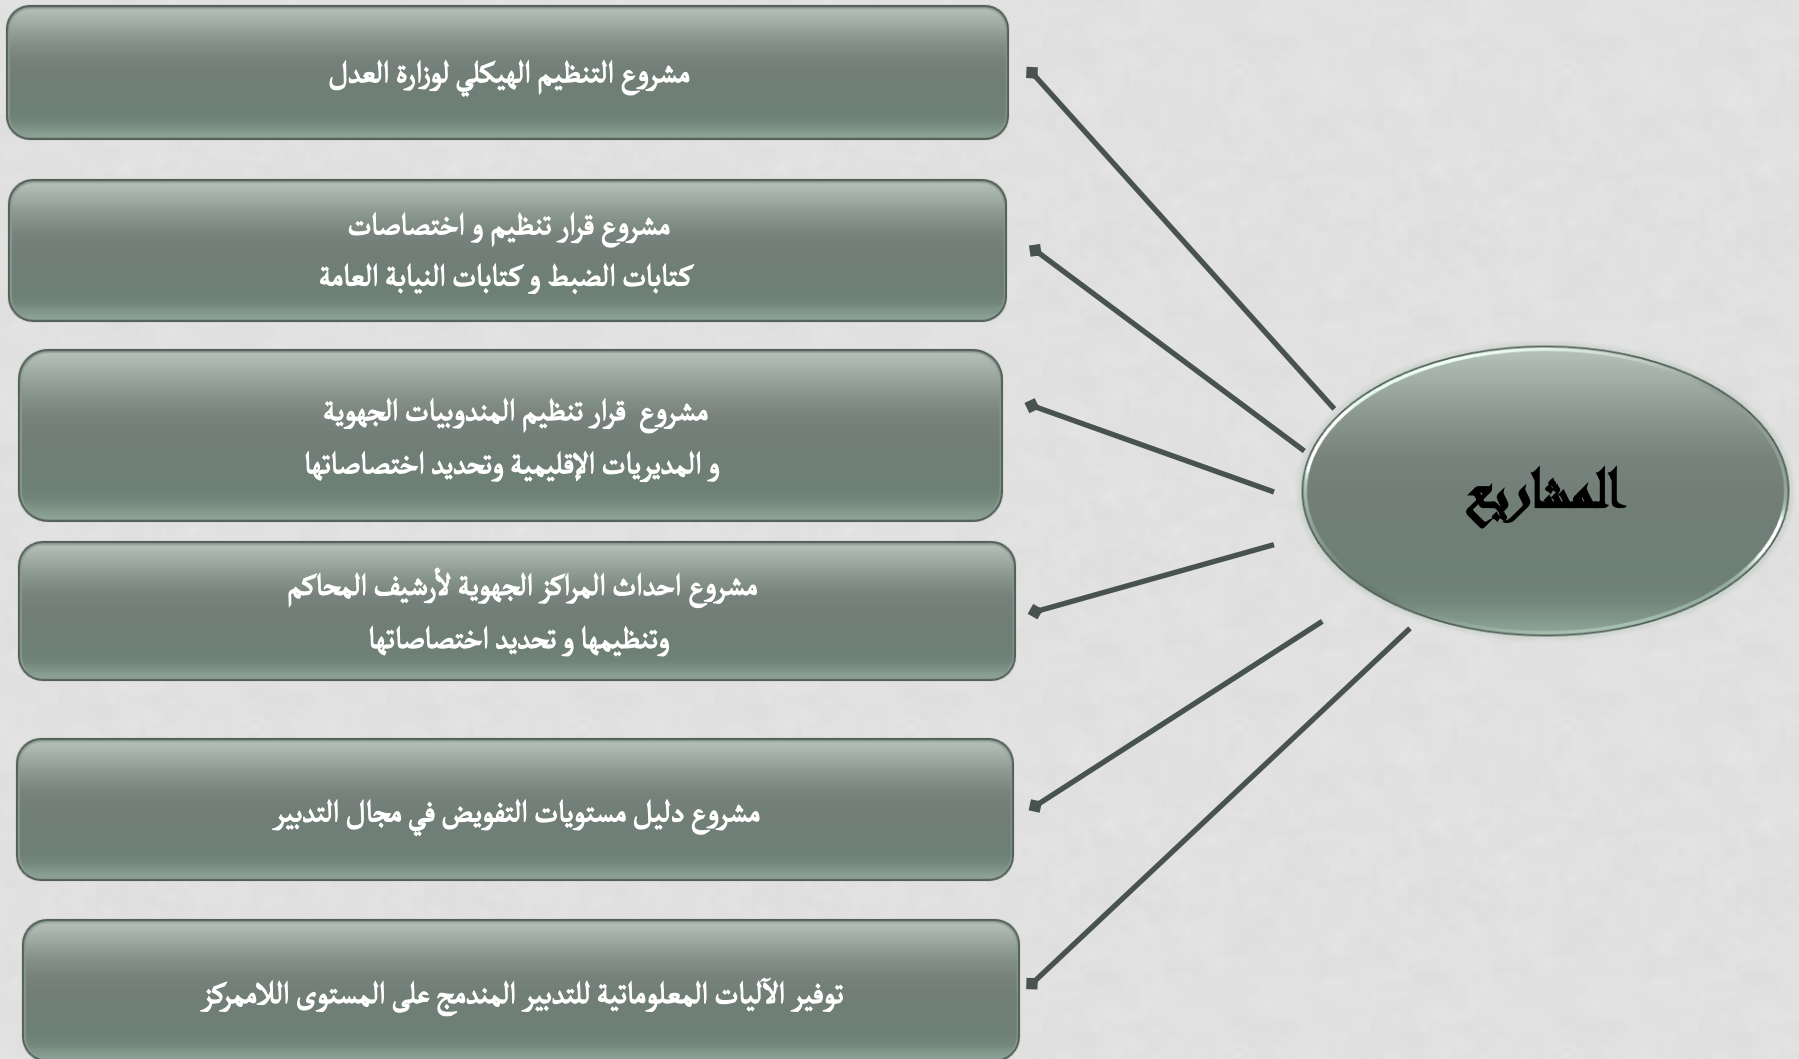 المشاريع
مشروع التنظيم الهيكلي لوزارة العدل
مشروع قرار تنظيم و اختصاصات
كتابات الضبط و كتابات النيابة العامة
مشروع قرار تنظيم المندوبيات الجهوية
و المديريات الإقليمية وتحديد اختصاصاتها
مشروع احداث المراكز الجهوية لأرشيف المحاكم
وتنظيمها و تحديد اختصاصاتها
مشروع دليل مستويات التفويض في مجال التدبير
توفير الآليات المعلوماتية للتدبير المندمج على المستوى اللاممركز